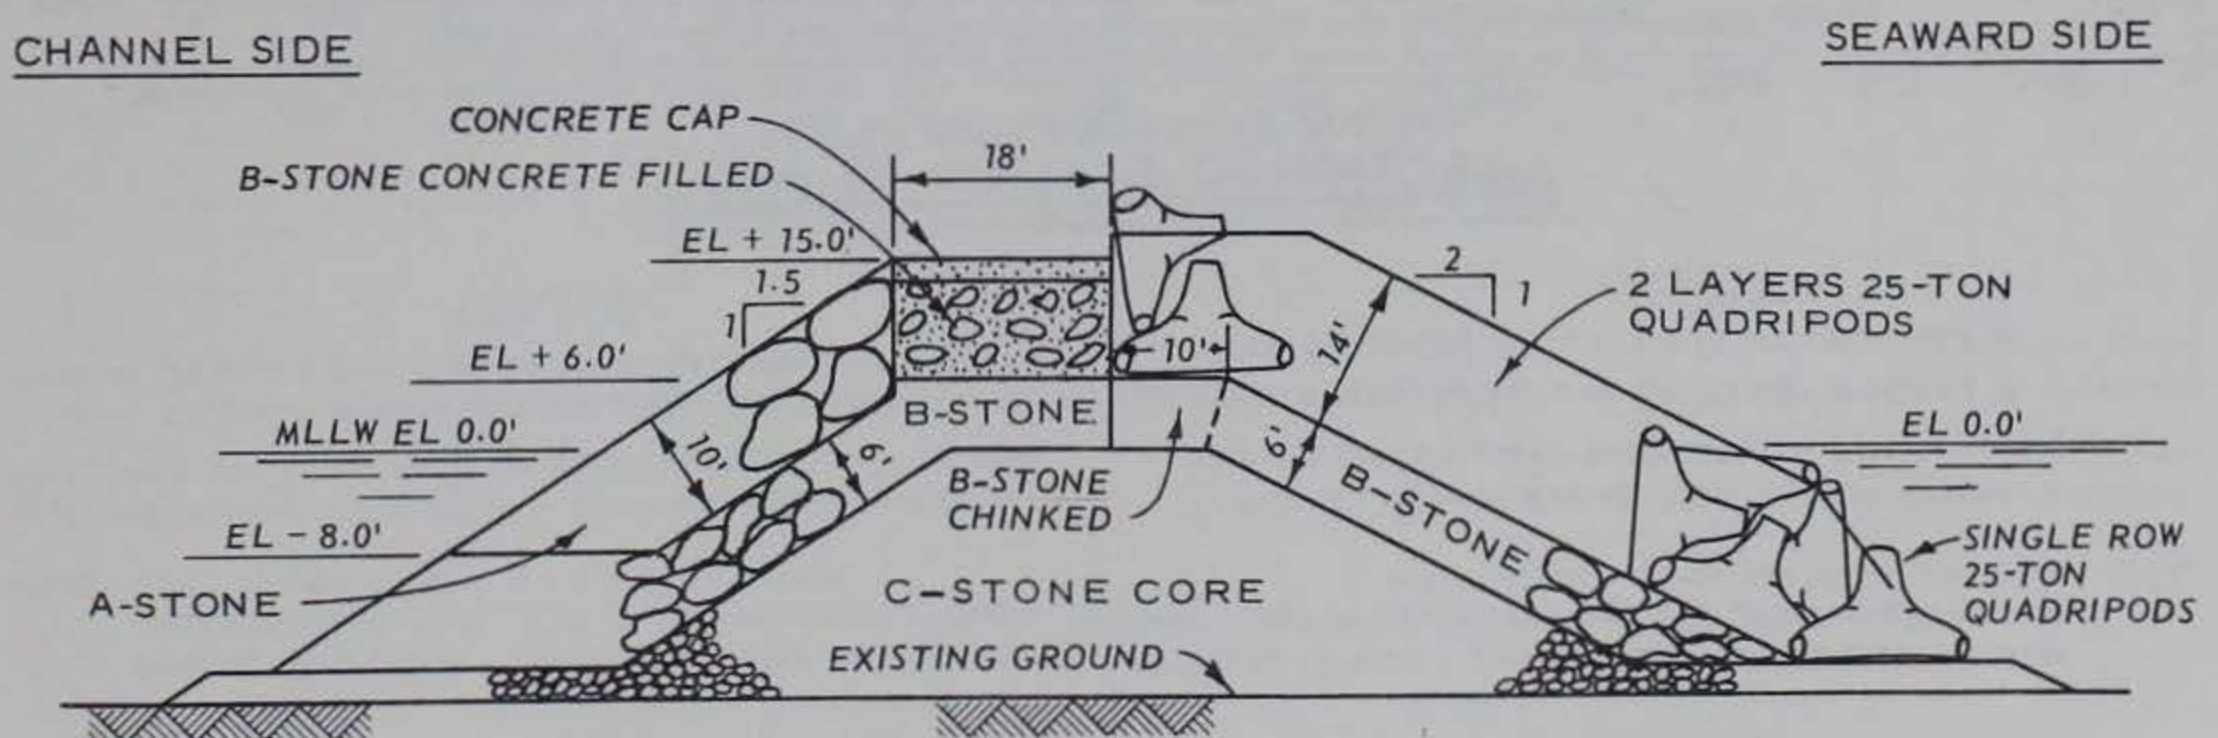 CHANNEL SIDE
SEAWARD SIDE
CONCRETE CAP
B-STONE CONCRETE FILLED
18'
EL + 15.0'
1.5
1
2
1
2 LAYERS 25-TON
QUADRIPODS
EL + 6.0'
10'
14'
B-STONE
MLLW EL 0.0'
EL 0.0'
10'
6'
6'
B-STONE
CHINKED
B-STONE
EL - 8.0'
SINGLE ROW
25-TON
QUADRIPODS
A-STONE
C-STONE CORE
EXISTING GROUND